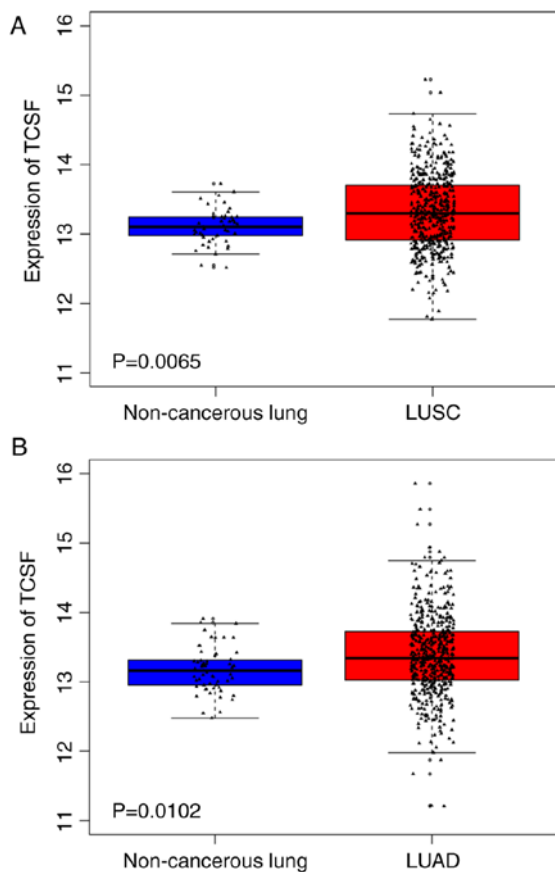 A
Expression of TCSF
16
15
14
13
12
11
P=0.0065
Non-cancerous lung
LUSC
B
Expression of TCSF
16
15
14
13
12
11
P=0.0102
Non-cancerous lung
LUAD